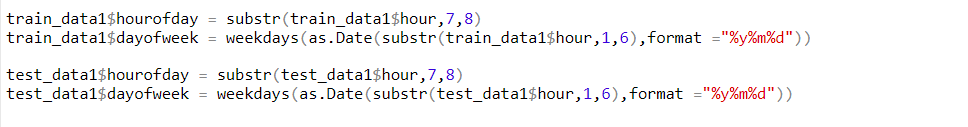 train_data1$hourofday = substr(train_data1$hour,7,8)
train_data1$dayofweek = weekdays(as.Date(substr(train_data1$hour,1,6),format ="%y%m%d"))
test_data1$hourofday = substr(test_data1$hour,7,8)
test_data1$dayofweek = weekdays(as.Date(substr(test_data1$hour,1,6),format ="%y%m%d"))